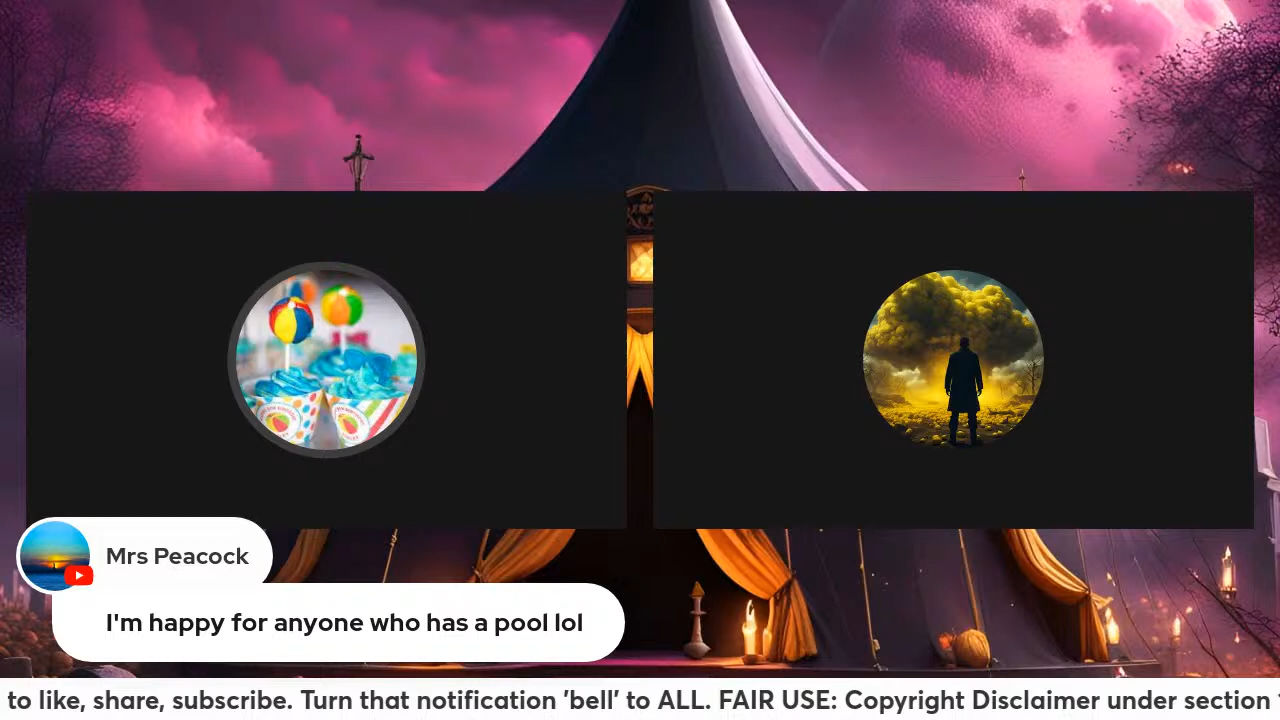 Mrs Peacock
I'm happy for anyone who has a pool lol
to like, share, subscribe. Turn that notification 'bell' to ALL. FAIR USE: Copyright Disclaimer under section